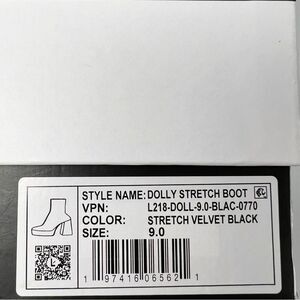 STYLE NAME: DOLLY STRETCH BOOT
VPN: L218-DOLL-9.0-BLAC-0770
COLOR: STRETCH VELVET BLACK
SIZE: 9.0
1 97416 06562 1